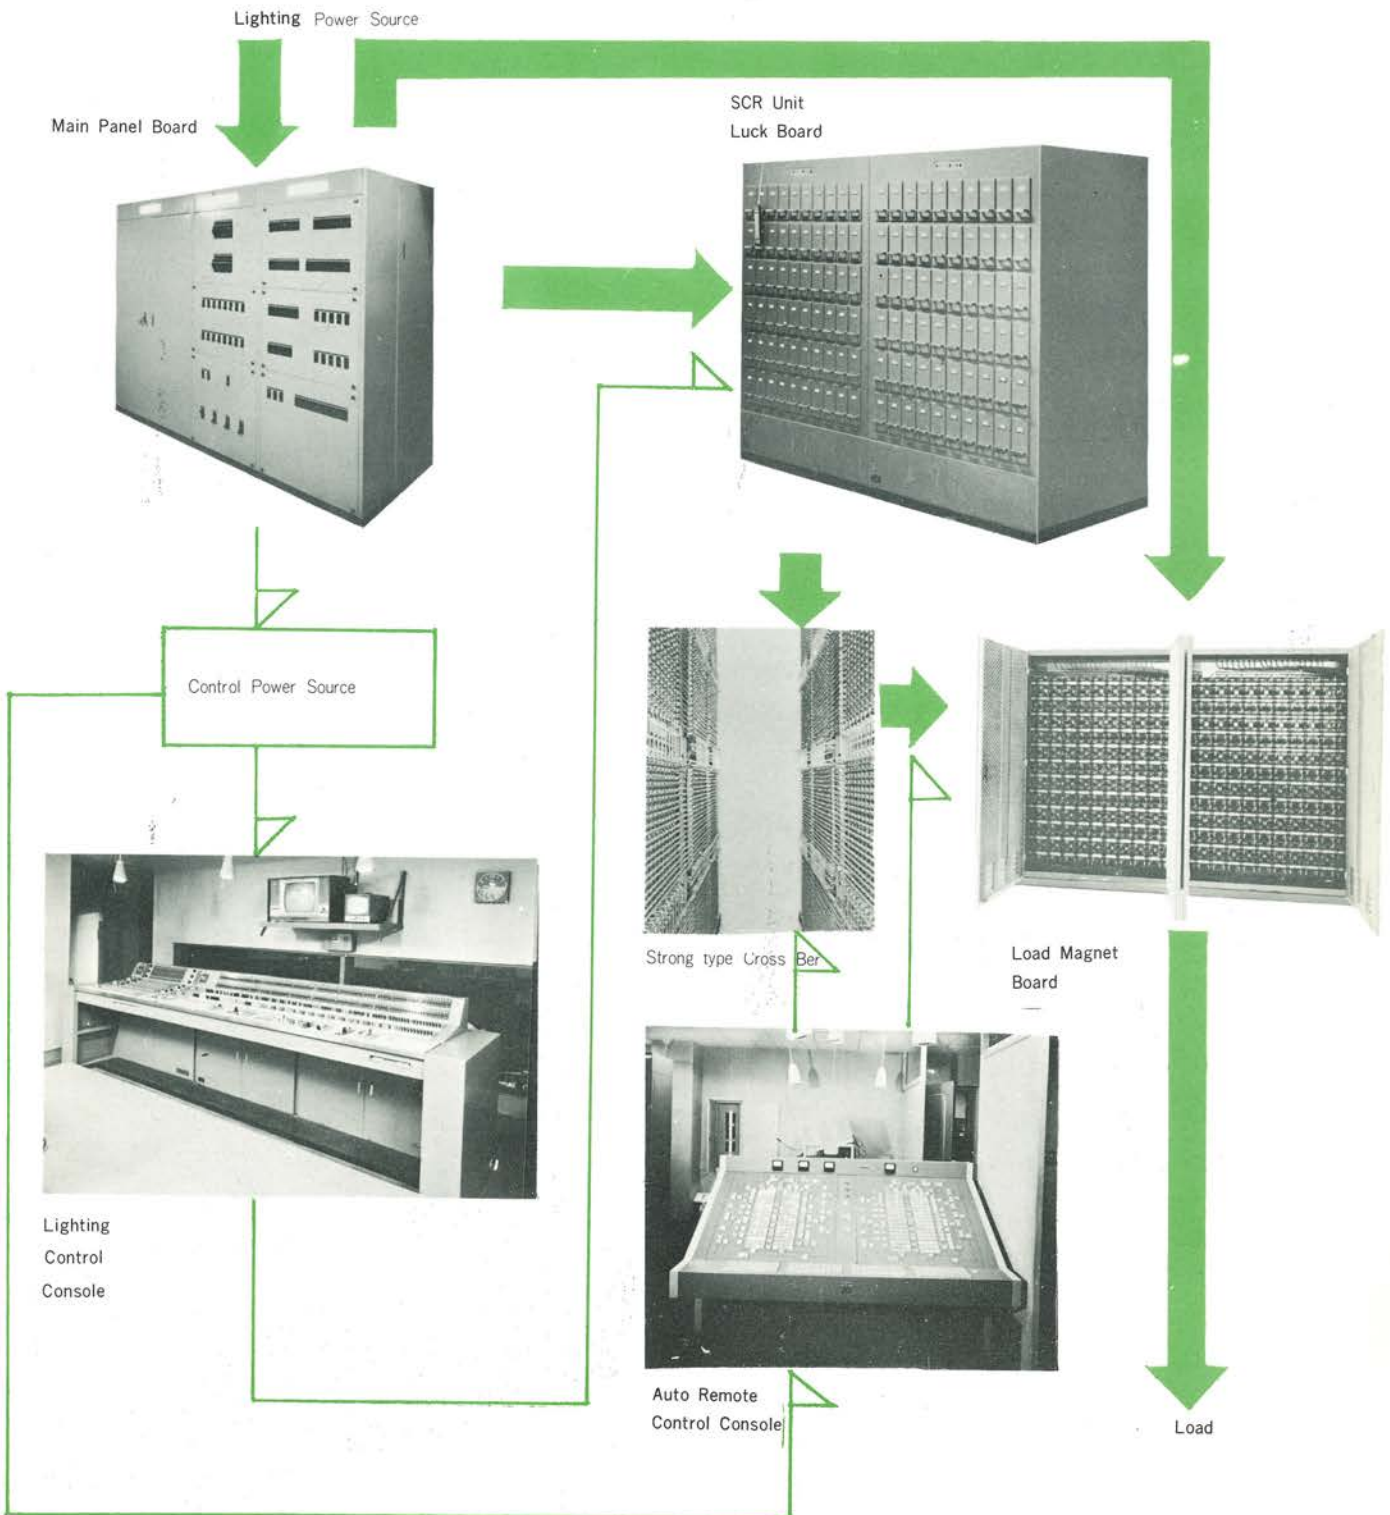 Lighting Power Source
Main Panel Board
SCR Unit
Luck Board
Control Power Source
Strong type Cross Ber
Load Magnet
Board
Lighting
Control
Console
Auto Remote
Control Console
Load